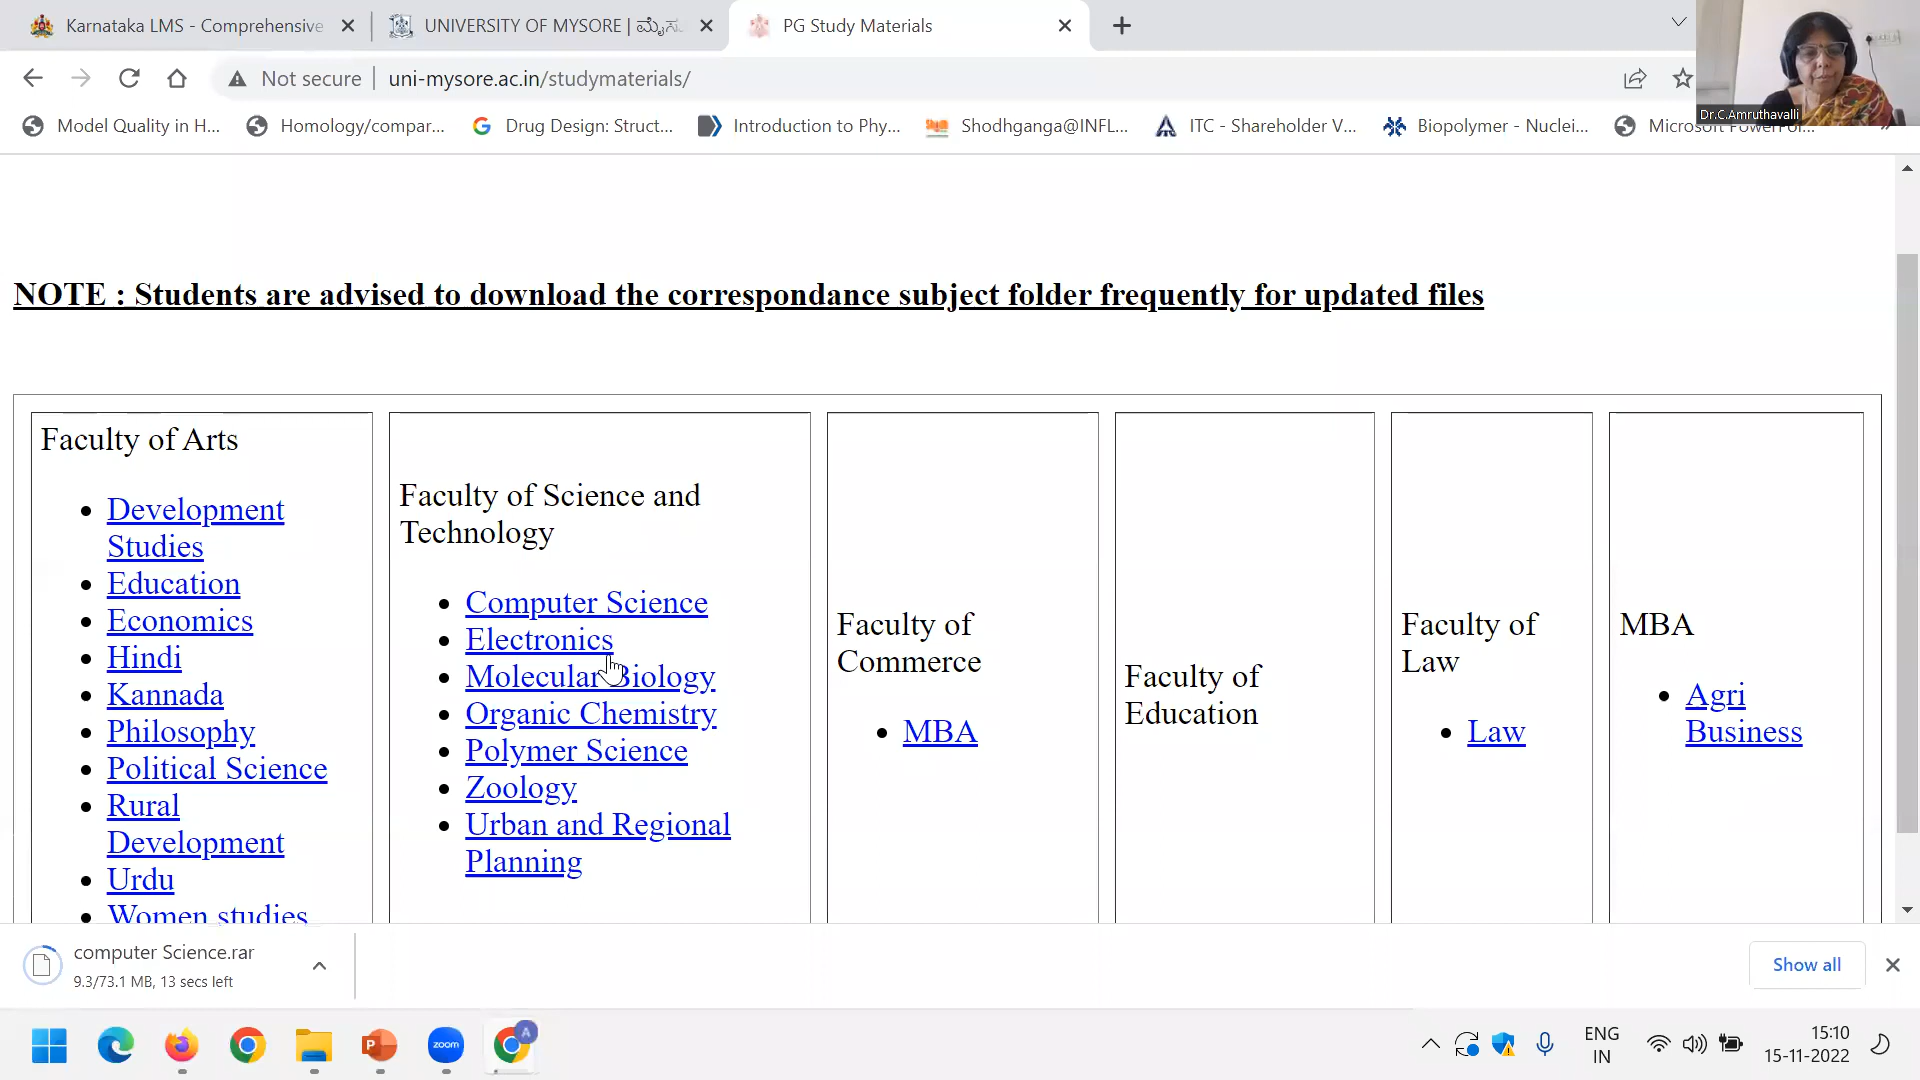 Karnataka LMS - Comprehensive
UNIVERSITY OF MYSORE | ಮೈಸೂ
PG Study Materials
Not secure
uni-mysore.ac.in/studymaterials/
Model Quality in H...
Homology/compar...
Drug Design: Struct...
Introduction to Phy...
Shodhganga@INFL...
ITC - Shareholder V...
Biopolymer - Nuclei...
Microsoft PowerPoi...
Dr.C.Amruthavalli
NOTE : Students are advised to download the correspondance subject folder frequently for updated files
Faculty of Arts
Development
Studies
Education
Economics
Hindi
Kannada
Philosophy
Political Science
Rural
Development
Urdu
Women studies
Faculty of Science and
Technology
Computer Science
Electronics
Molecular Biology
Organic Chemistry
Polymer Science
Zoology
Urban and Regional
Planning
Faculty of
Commerce
MBA
Faculty of
Education
Faculty of
Law
Law
MBA
Agri
Business
computer Science.rar
9.3/73.1 MB, 13 secs left
Show all
zoom
A
ENG
IN
15:10
15-11-2022